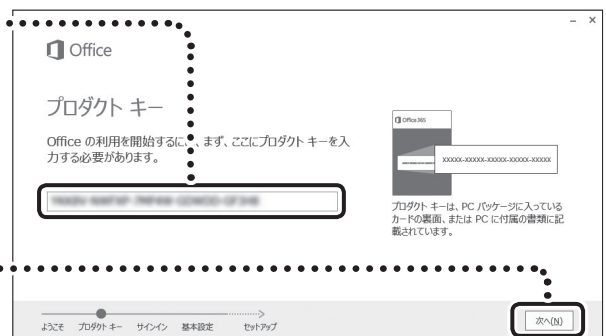 Office
プロダクト キー
Office の利用を開始するに、まず、ここにプロダクト キーを入
力する必要があります。
Office 365
XXXXX-XXXXX-XXXXX-XXXXX-XXXXX
プロダクト キーは、PC パッケージに入っている
カードの裏面、または PC に付属の書類に記
載されています。
ようこそ プロダクト キー サインイン 基本設定 セットアップ
次へ(N)